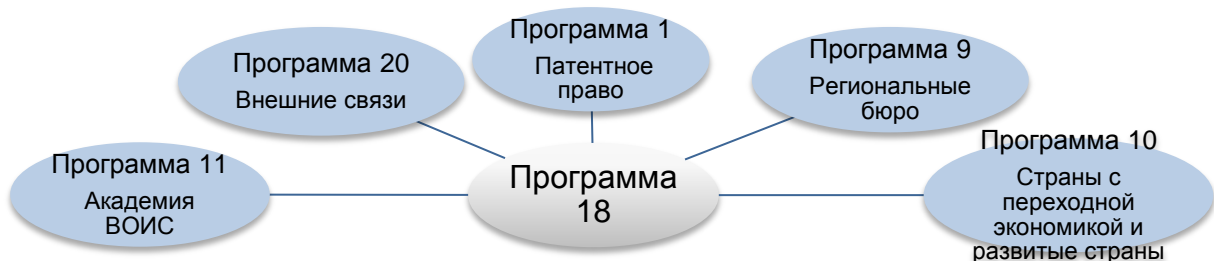 Программа 1
Патентное
право
Программа 20
Внешние связи
Программа 9
Региональные
бюро
Программа 11
Академия
ВОИС
Программа
18
Программа 10
Страны с
переходной
экономикой и
развитые страны